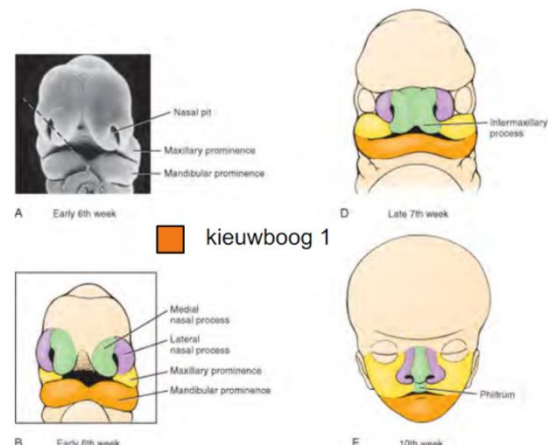 Nasal pit
Maxillary prominence
Mandibular prominence
A Early 6th week
Intermaxillary
process
D Late 7th week
kieuwboog 1
Medial
nasal process
Lateral
nasal process
Maxillary prominence
Mandibular prominence
B Early 6th week
Philtrum
E 10th week